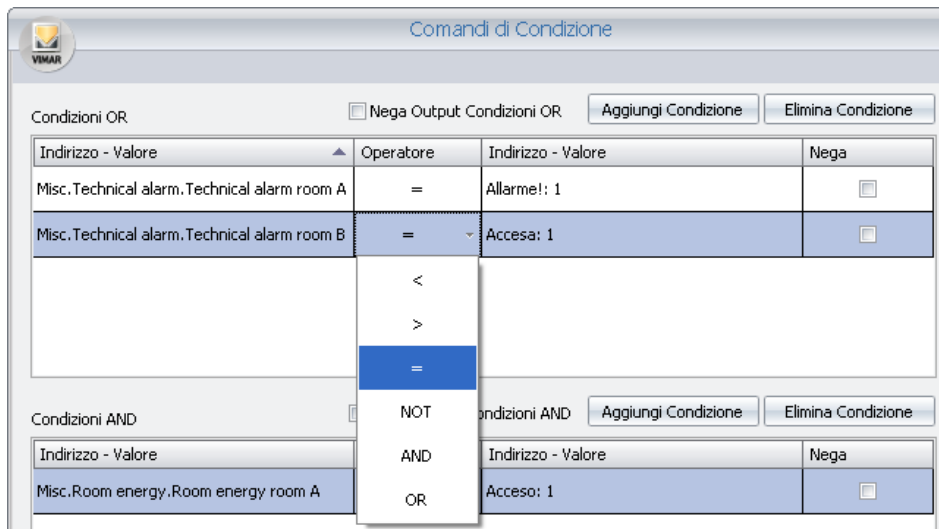 Comandi di Condizione
VIMAR
Condizioni OR
Nega Output Condizioni OR
Aggiungi Condizione
Elimina Condizione
Indirizzo - Valore
Operatore
Indirizzo - Valore
Nega
Misc.Technical alarm.Technical alarm room A
=
Allarme!: 1
Misc.Technical alarm.Technical alarm room B
=
Accesa: 1
<
>
=
NOT
AND
OR
Condizioni AND
Condizioni AND
Aggiungi Condizione
Elimina Condizione
Indirizzo - Valore
Indirizzo - Valore
Nega
Misc.Room energy.Room energy room A
Acceso: 1